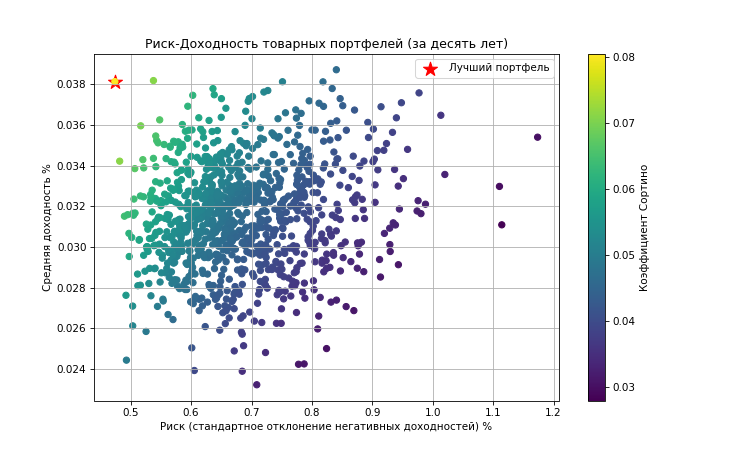 Риск-Доходность товарных портфелей (за десять лет)
Лучший портфель
0.038
0.036
0.034
0.032
0.030
0.028
0.026
0.024
Средняя доходность %
0.5 0.6 0.7 0.8 0.9 1.0 1.1 1.2
Риск (стандартное отклонение негативных доходностей) %
0.08
0.07
0.06
0.05
0.04
0.03
Коэффициент Сортино